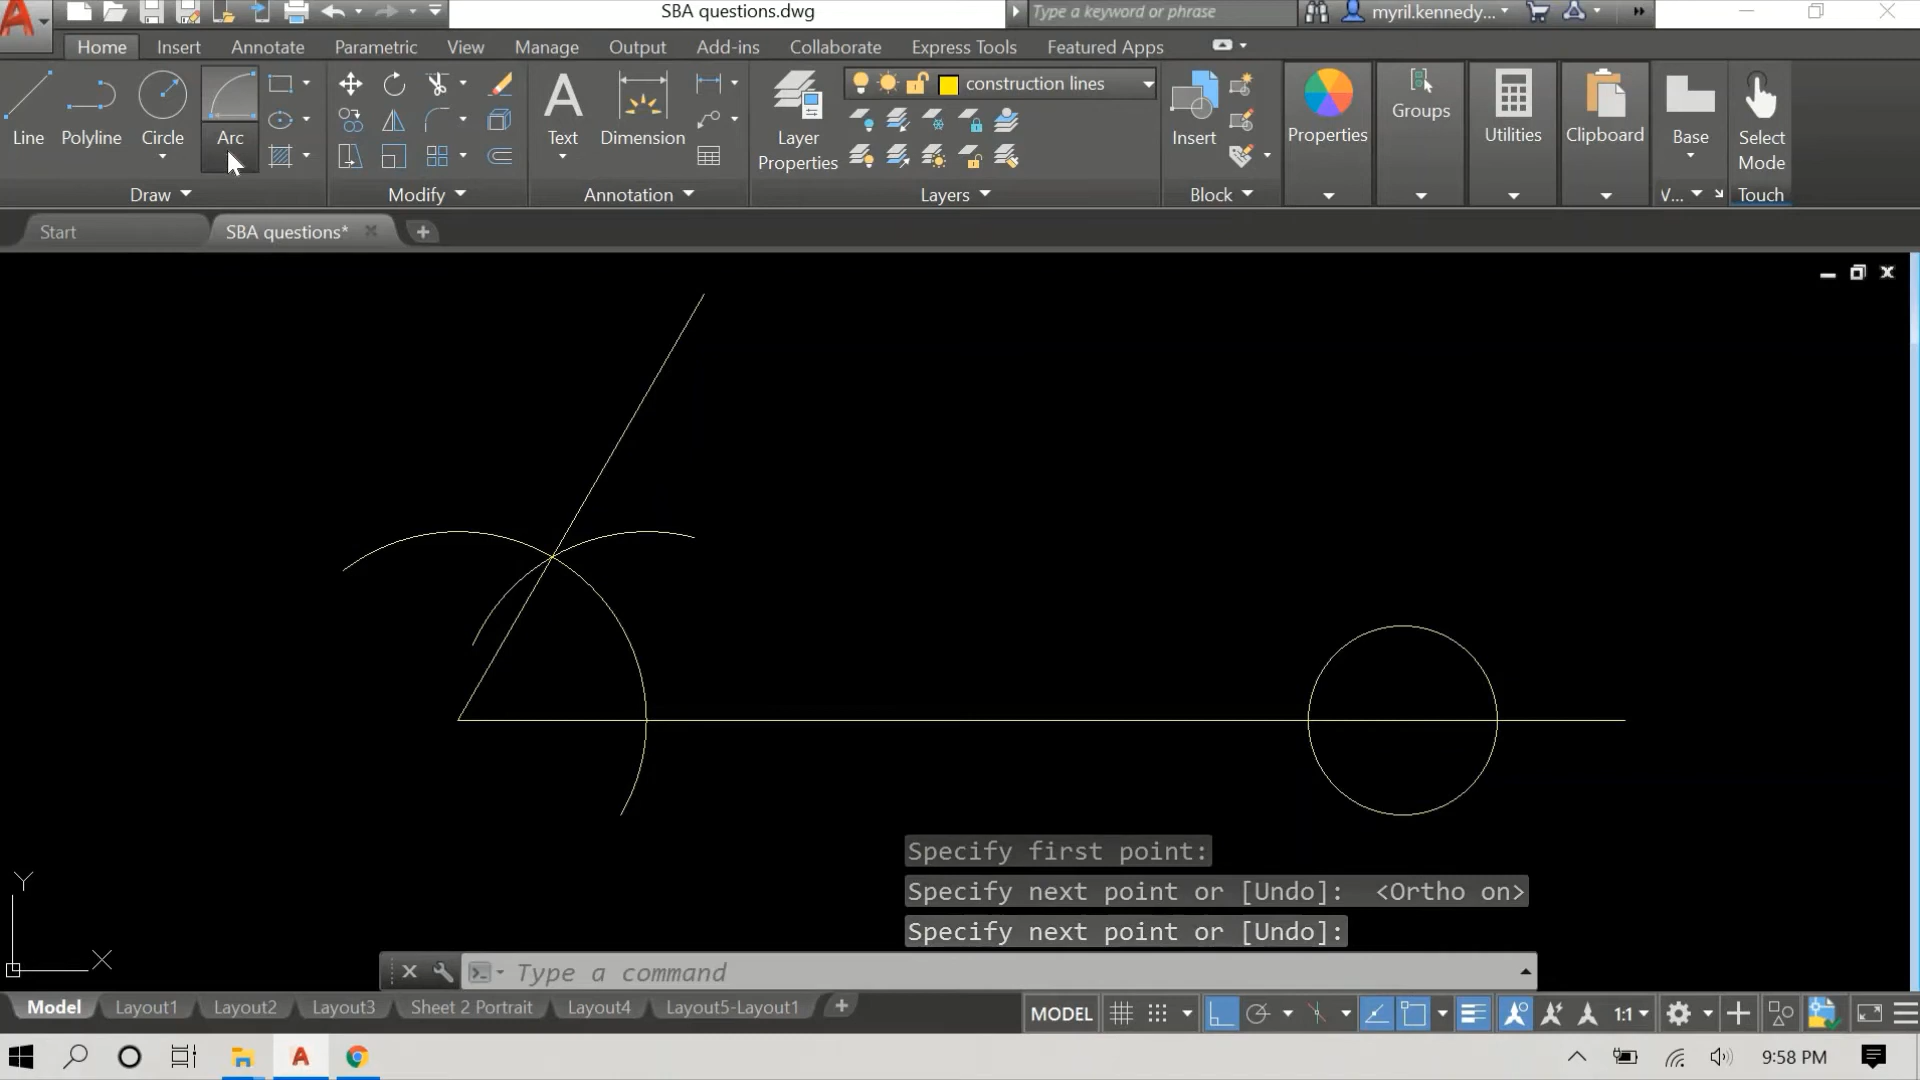 SBA questions.dwg
Type a keyword or phrase
myril.kennedy...
Home Insert Annotate Parametric View Manage Output Add-ins Collaborate Express Tools Featured Apps
Line Polyline Circle Arc
Text Dimension
Layer Properties
construction lines
Insert
Properties
Groups
Utilities
Clipboard
Base
Select Mode
Draw Modify Annotation Layers Block V... Touch
Start SBA questions*
Specify first point:
Specify next point or [Undo]: <Ortho on>
Specify next point or [Undo]:
Y
X
Type a command
Model Layout1 Layout2 Layout3 Sheet 2 Portrait Layout4 Layout5-Layout1
MODEL 1:1
9:58 PM